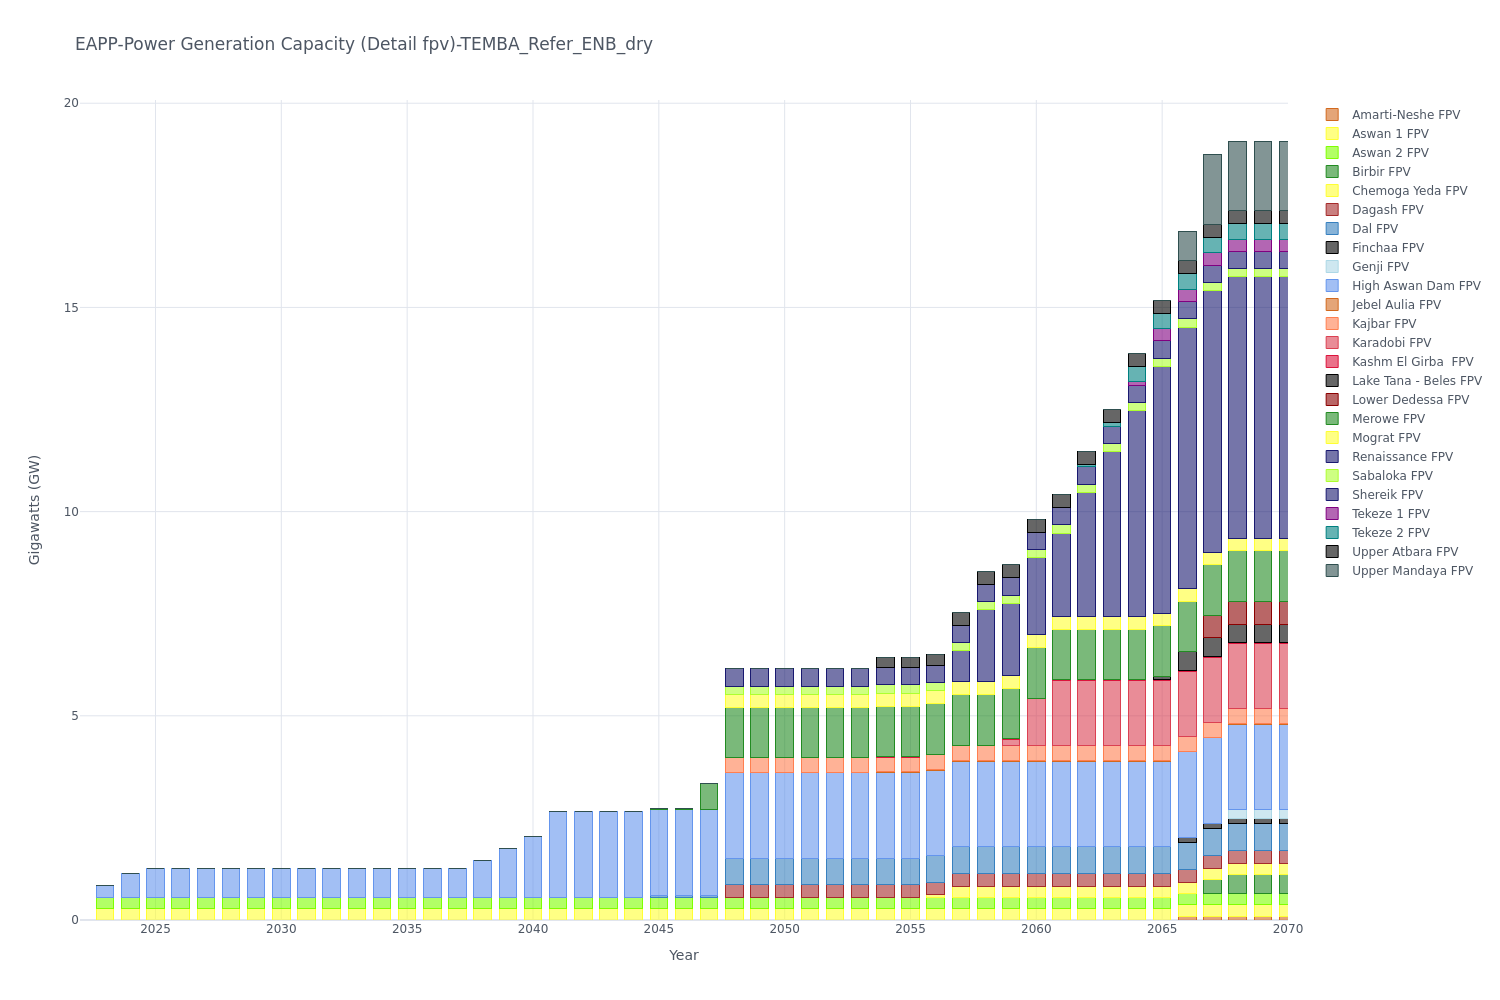 EAPP-Power Generation Capacity (Detail fpv)-TEMBA_Refer_ENB_dry
Gigawatts (GW)
20
15
10
5
0
2025
2030
2035
2040
2045
2050
2055
2060
2065
2070
Year
Amarti-Neshe FPV
Aswan 1 FPV
Aswan 2 FPV
Birbir FPV
Chemoga Yeda FPV
Dagash FPV
Dal FPV
Finchaa FPV
Genji FPV
High Aswan Dam FPV
Jebel Aulia FPV
Kajbar FPV
Karadobi FPV
Kashm El Girba  FPV
Lake Tana - Beles FPV
Lower Dedessa FPV
Merowe FPV
Mograt FPV
Renaissance FPV
Sabaloka FPV
Shereik FPV
Tekeze 1 FPV
Tekeze 2 FPV
Upper Atbara FPV
Upper Mandaya FPV